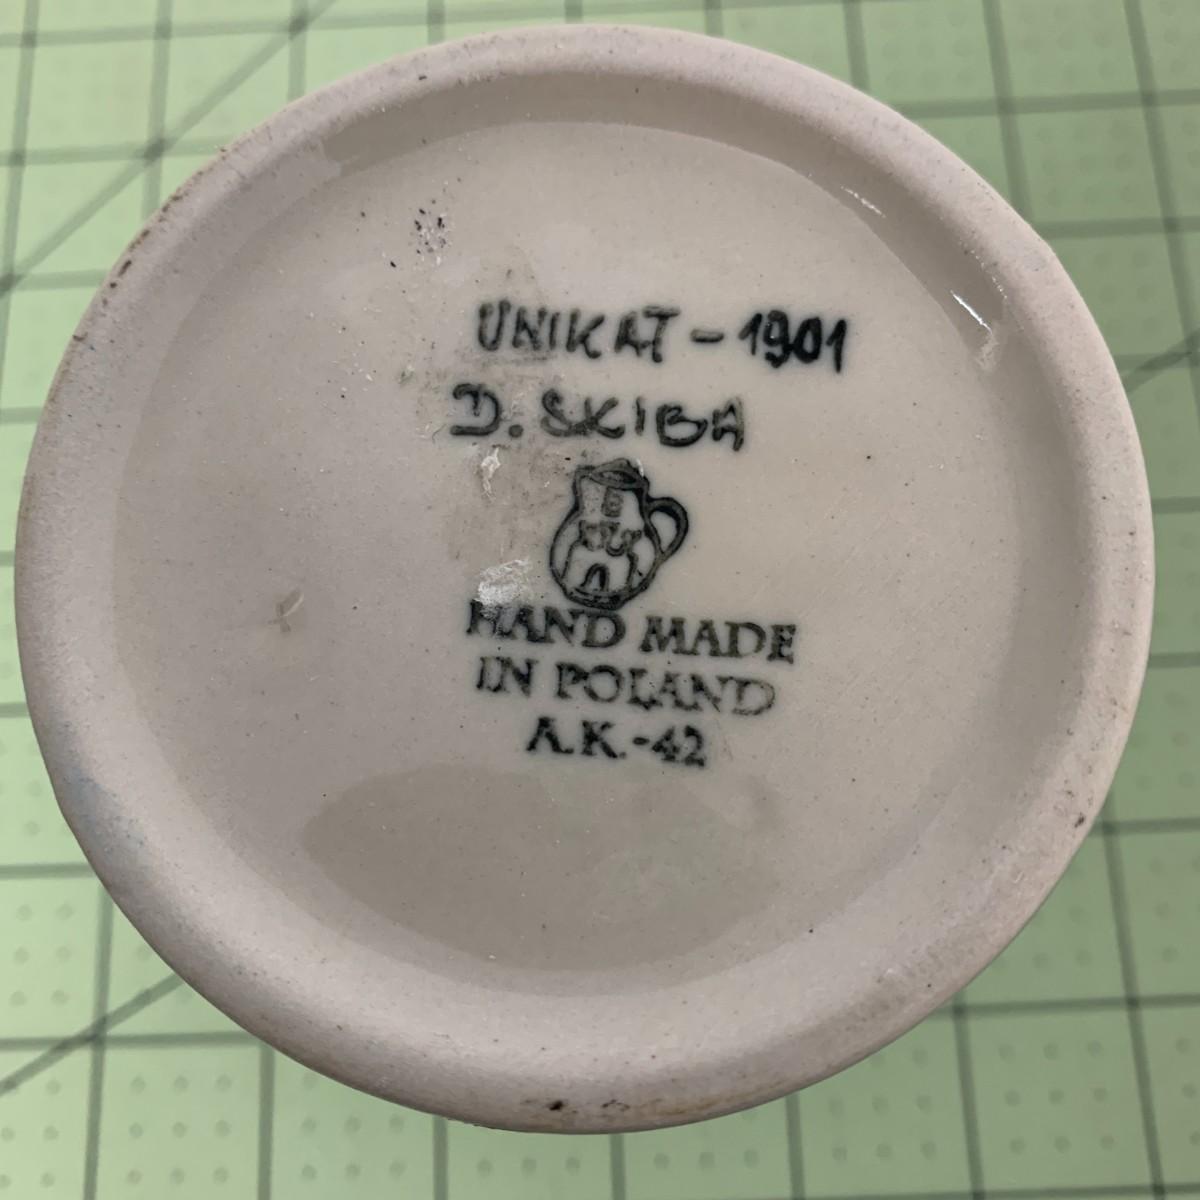 UNIKAT - 1901
D. SKIBA
HAND MADE
IN POLAND
A.K.-42